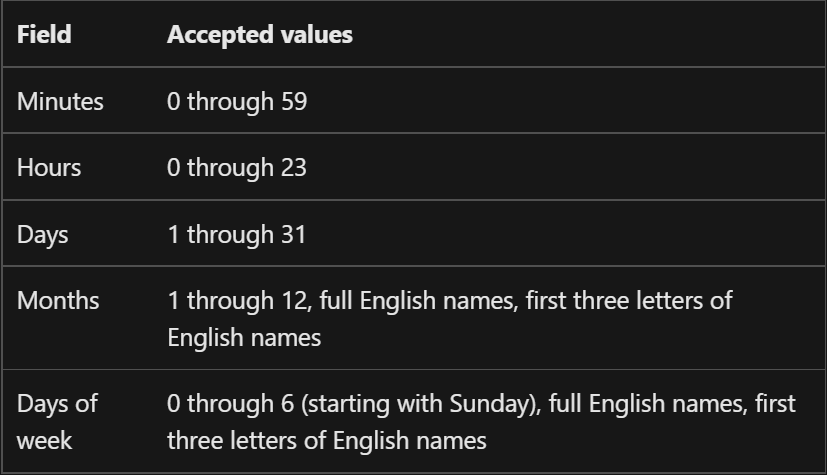 Field Accepted values
Minutes 0 through 59
Hours 0 through 23
Days 1 through 31
Months 1 through 12, full English names, first three letters of
English names
Days of 0 through 6 (starting with Sunday), full English names, first
week three letters of English names